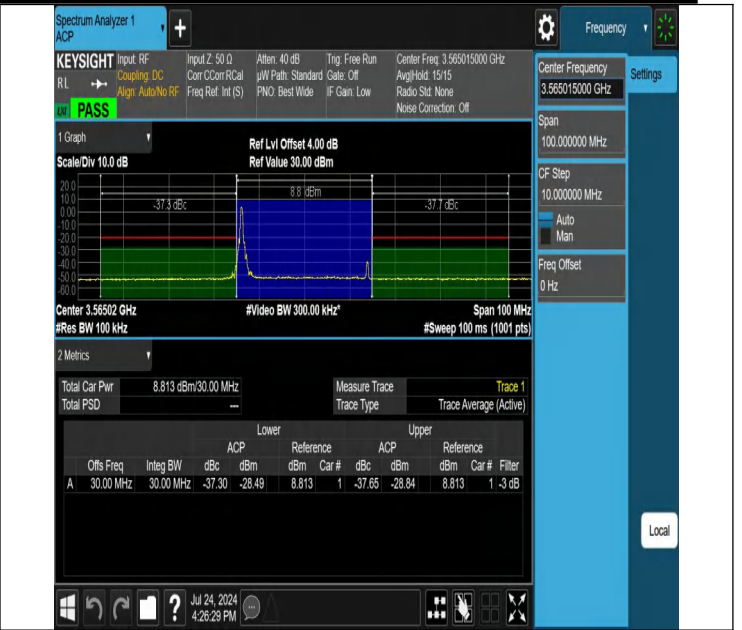 Spectrum Analyzer 1
ACP
+
Frequency
KEYSIGHT Input: RF Input Z: 50 Ω Atten: 40 dB Trig: Free Run Center Freq: 3.565015000 GHz
RL Coupling: DC Corr CCorr RCal µW Path: Standard Gate: Off Avg|Hold: 15/15
Align: Auto/No RF Freq Ref: Int (S) PNO: Best Wide IF Gain: Low Radio Std: None
LXI PASS Noise Correction: Off
Center Frequency
3.565015000 GHz
Settings
Span
100.000000 MHz
CF Step
10.000000 MHz
Auto
Man
Freq Offset
0 Hz
1 Graph
Ref Lvl Offset 4.00 dB
Scale/Div 10.0 dB Ref Value 30.00 dBm
20.0
10.0
0.00
-10.0
-20.0
-30.0
-40.0
-50.0
-60.0
-37.3 dBc 8.8 dBm -37.7 dBc
Center 3.56502 GHz #Video BW 300.00 kHz* Span 100 MHz
#Res BW 100 kHz #Sweep 100 ms (1001 pts)
2 Metrics
Total Car Pwr 8.813 dBm/30.00 MHz Measure Trace Trace 1
Total PSD --- Trace Type Trace Average (Active)
Lower Upper
ACP Reference ACP Reference
Offs Freq Integ BW dBc dBm dBm Car # dBc dBm dBm Car # Filter
A 30.00 MHz 30.00 MHz -37.30 -28.49 8.813 1 -37.65 -28.84 8.813 1 -3 dB
Local
? Jul 24, 2024
4:26:29 PM